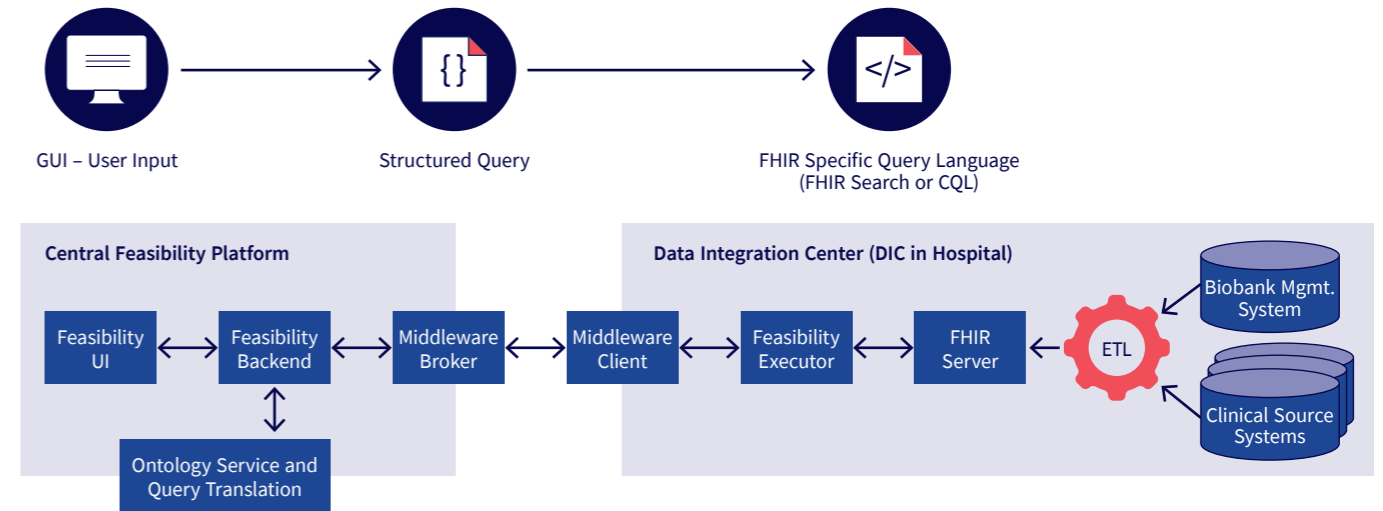 {}
</>
GUI – User Input
Structured Query
FHIR Specific Query Language
(FHIR Search or CQL)
Central Feasibility Platform
Data Integration Center (DIC in Hospital)
Feasibility
UI
Feasibility
Backend
Middleware
Broker
Middleware
Client
Feasibility
Executor
FHIR
Server
ETL
Biobank Mgmt.
System
Clinical Source
Systems
Ontology Service and
Query Translation